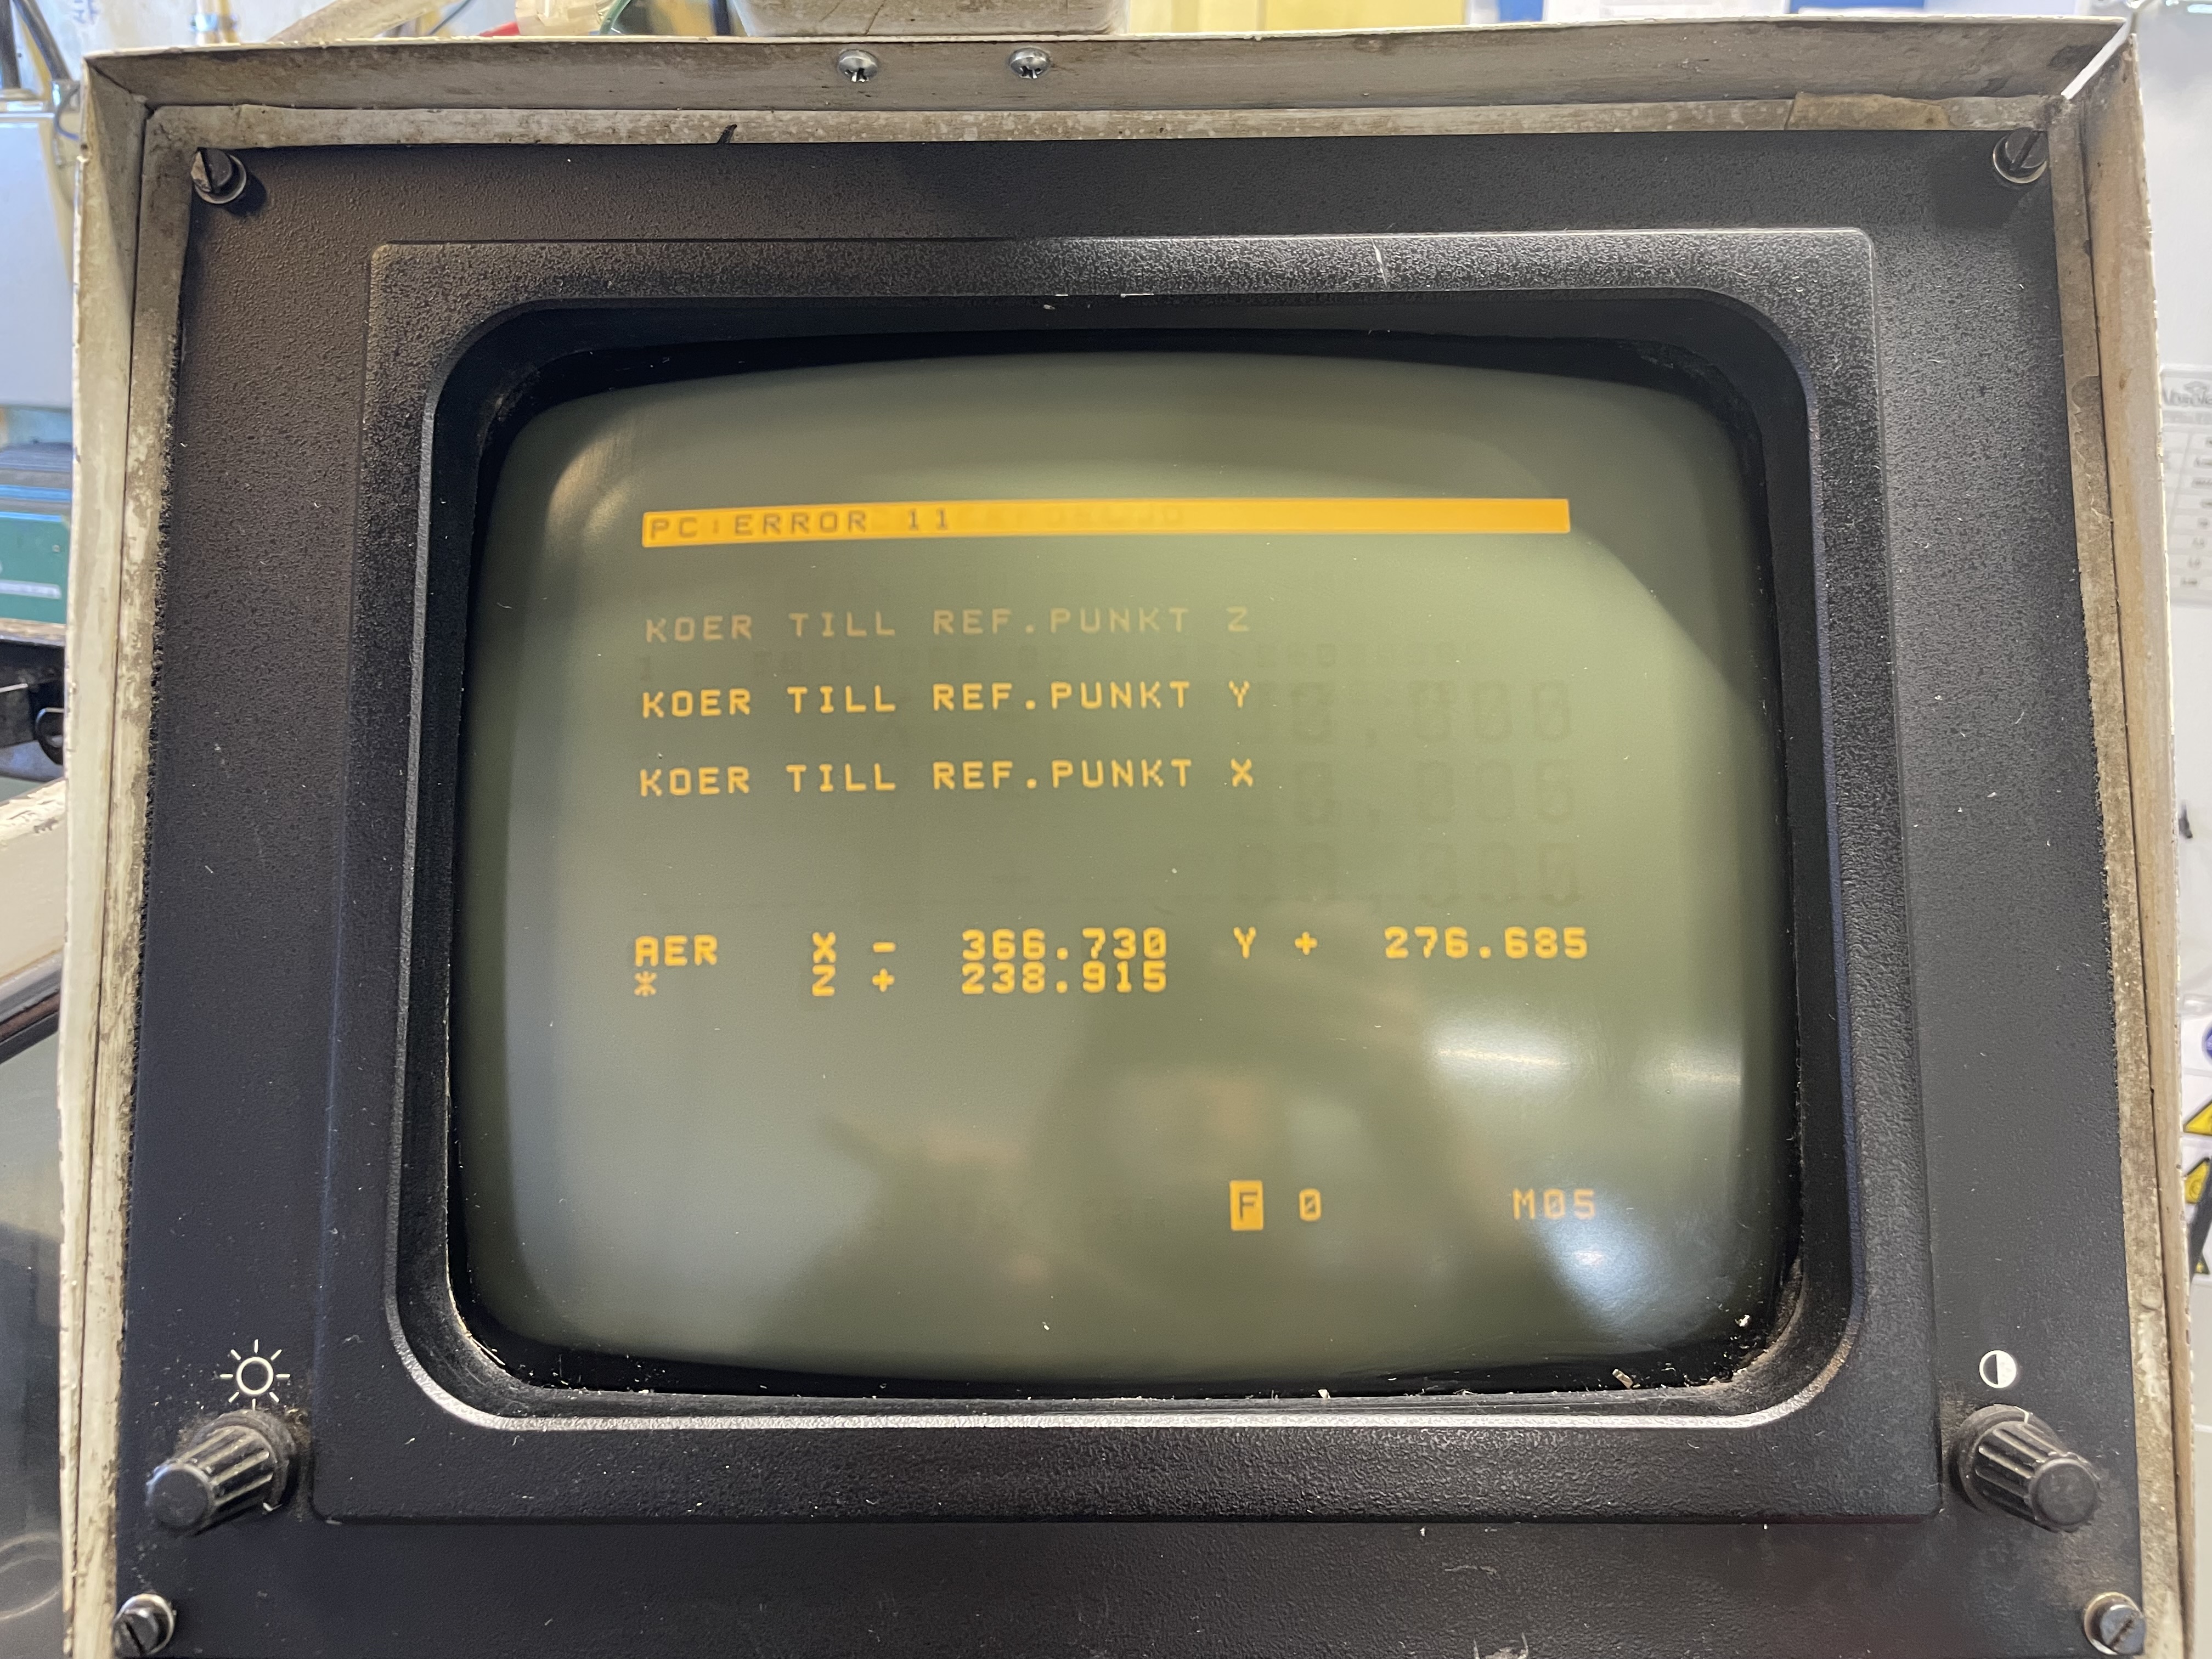 PC:ERROR 11
KOER TILL REF.PUNKT Z
KOER TILL REF.PUNKT Y
KOER TILL REF.PUNKT X
AER X - 366.730 Y + 276.685
* Z + 238.915
F 0 M05